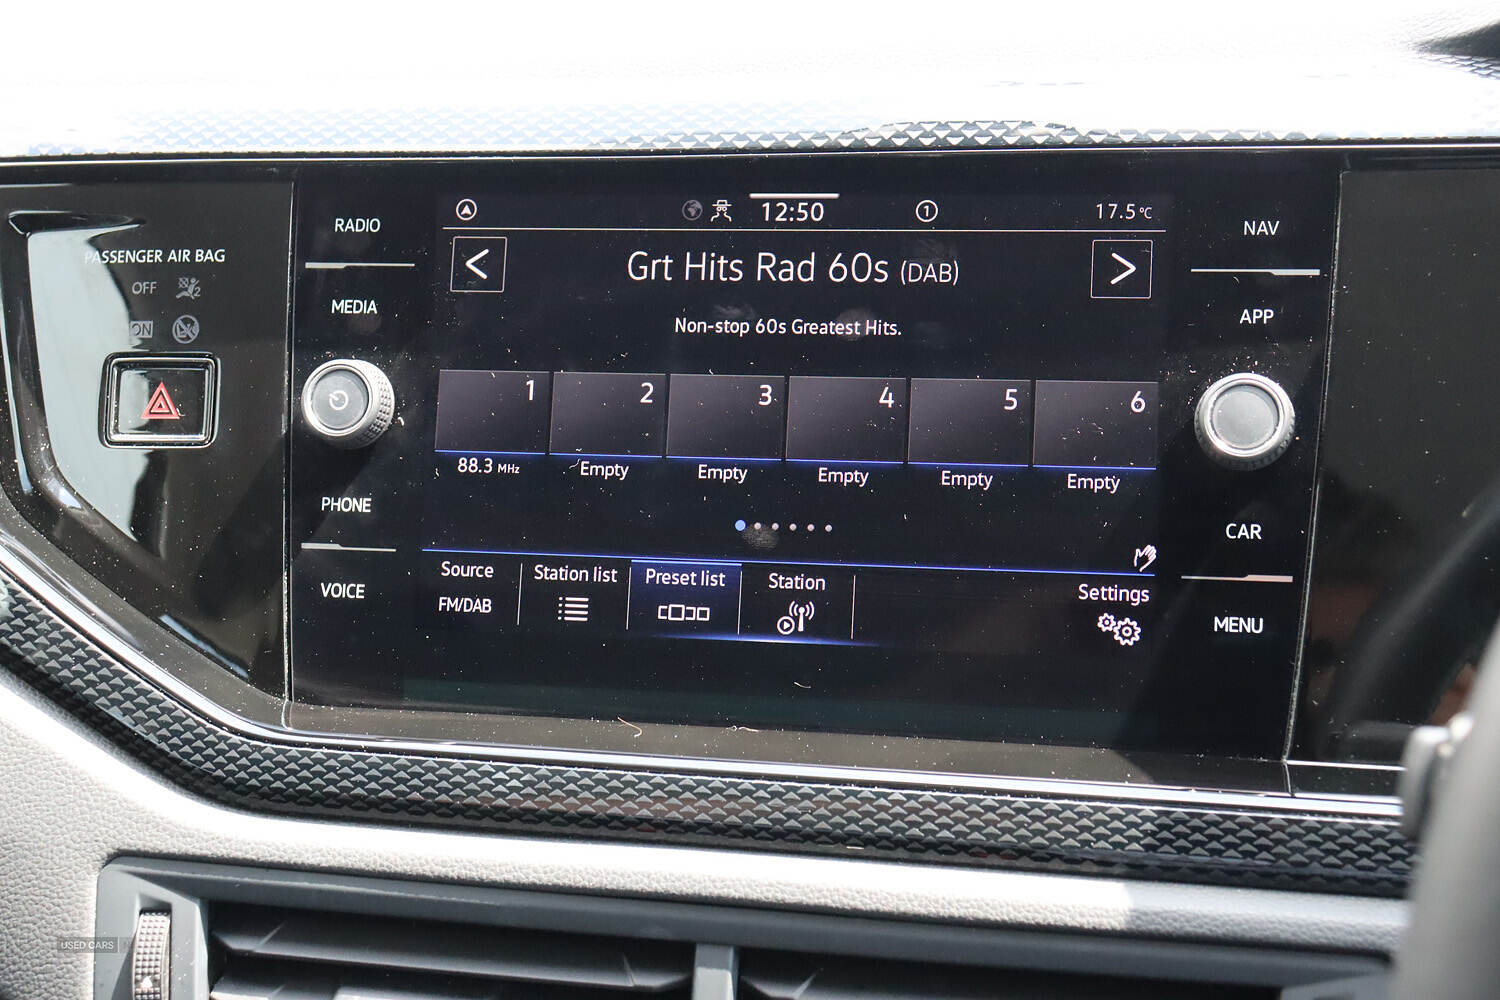 PASSENGER AIR BAG
OFF 2
ON
RADIO
MEDIA
PHONE
VOICE
12:50 1 17.5°C
< Grt Hits Rad 60s (DAB) >
Non-stop 60s Greatest Hits.
1 2 3 4 5 6
88.3 MHz Empty Empty Empty Empty Empty
Source Station list Preset list Station Settings
FM/DAB
NAV
APP
CAR
MENU
USED CARS